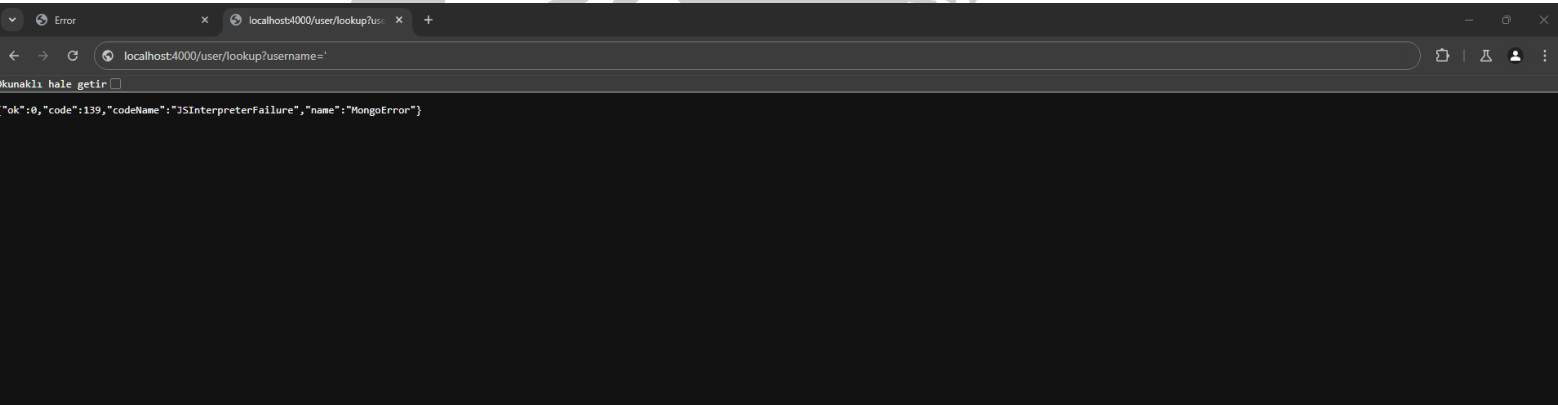 Error
localhost:4000/user/lookup?use
localhost:4000/user/lookup?username='
Okunaklı hale getir
{"ok":0,"code":139,"codeName":"JSInterpreterFailure","name":"MongoError"}